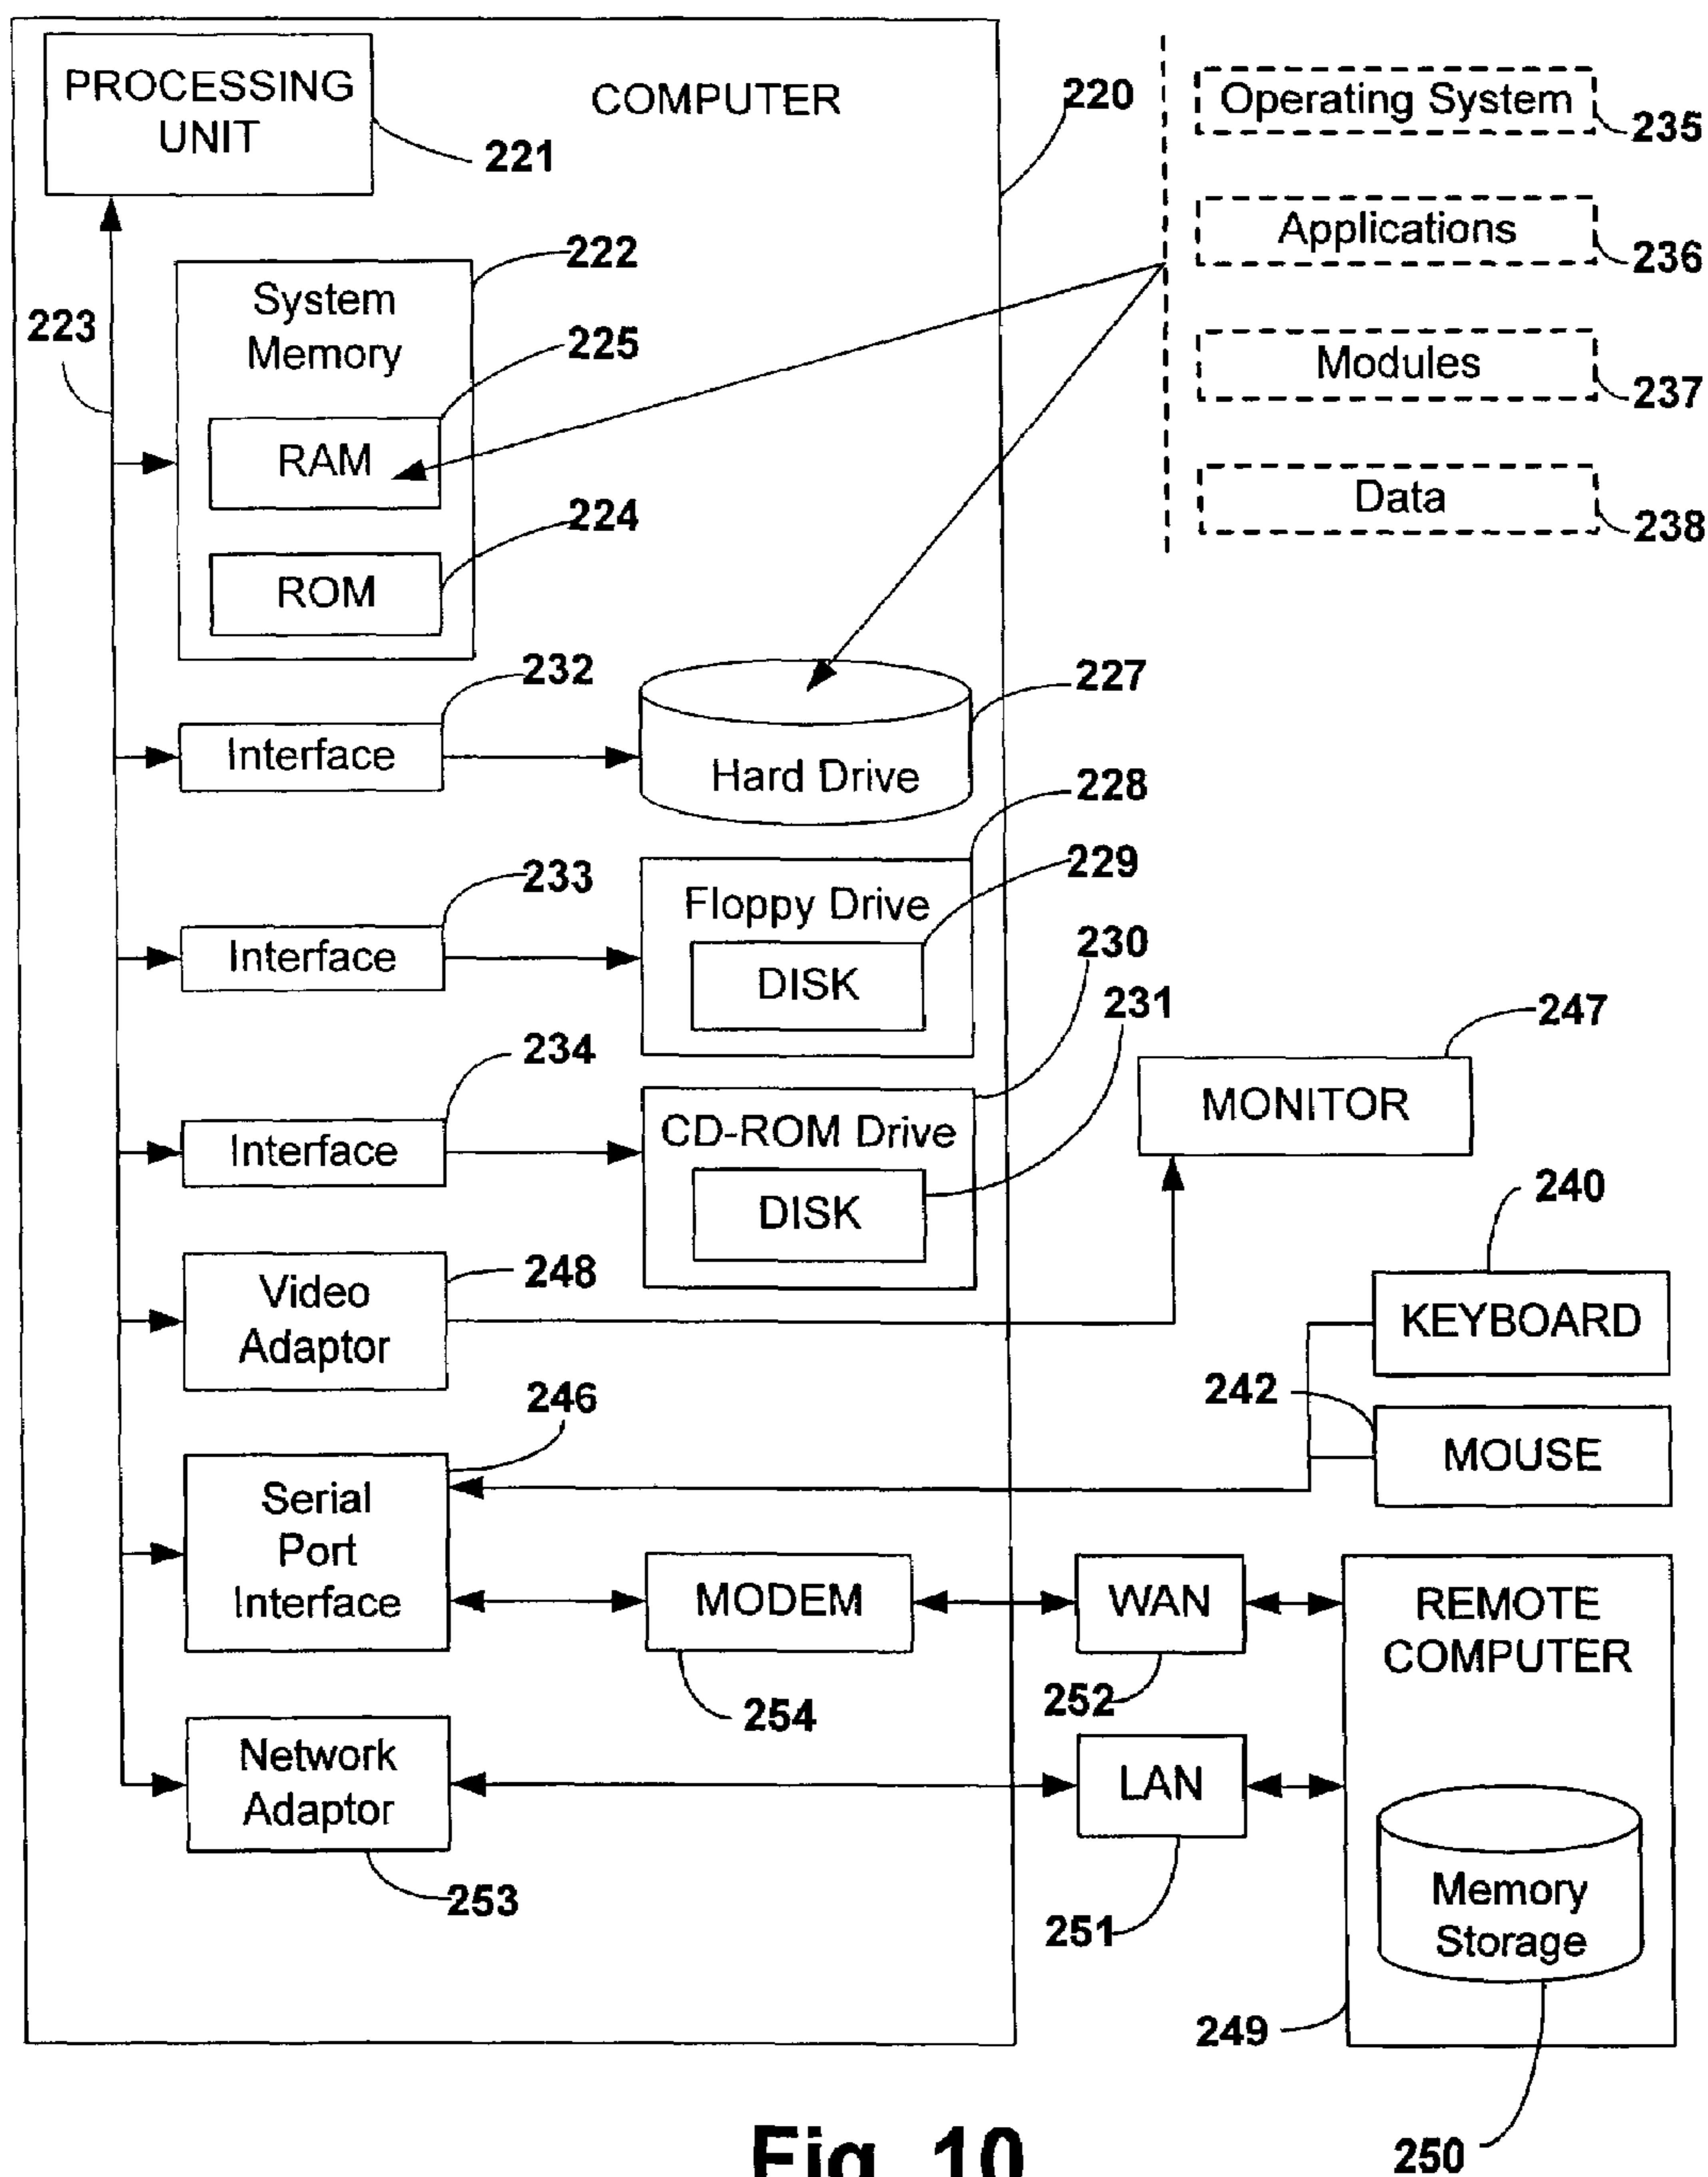 PROCESSING
UNIT
COMPUTER
220
Operating System
235
221
Applications
236
222
System
Memory
223
225
Modules
237
RAM
Data
238
224
ROM
232
227
Interface
Hard Drive
228
229
233
Floppy Drive
230
Interface
DISK
231
247
234
MONITOR
CD-ROM Drive
Interface
DISK
240
248
Video
Adaptor
KEYBOARD
246
242
MOUSE
Serial
Port
Interface
MODEM
WAN
REMOTE
COMPUTER
254
252
Network
Adaptor
LAN
253
251
Memory
Storage
249
250
Fig. 10